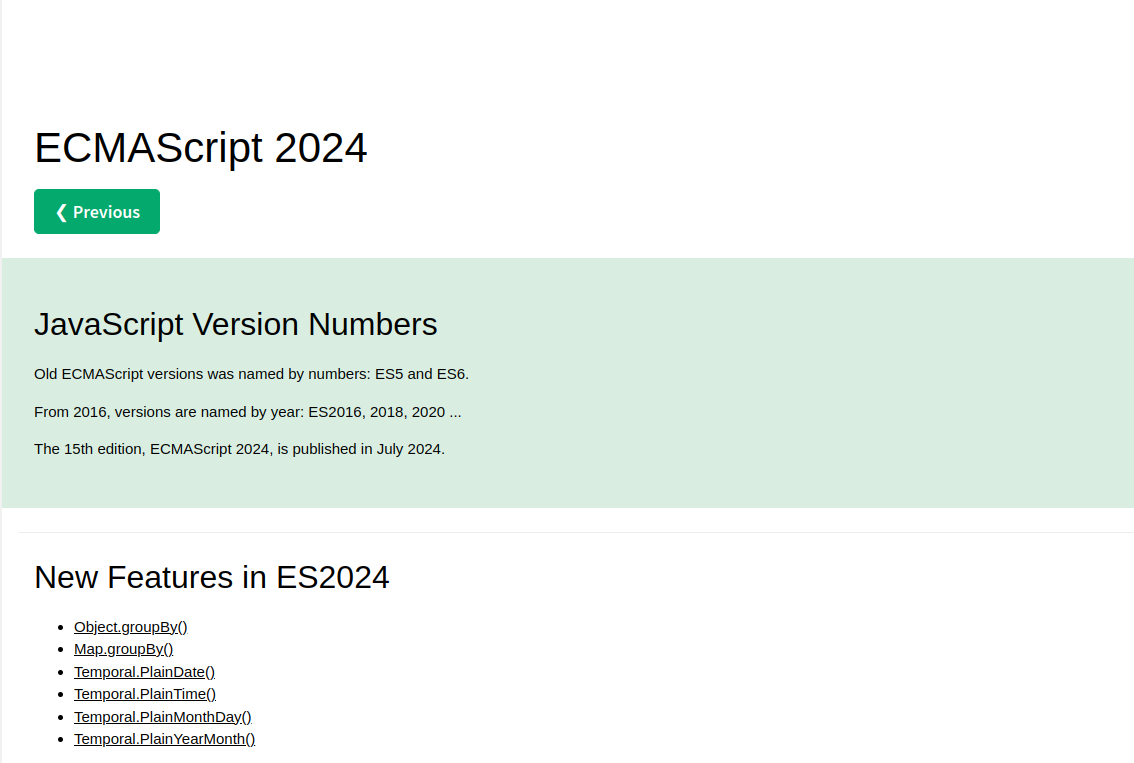 ECMAScript 2024
❮ Previous
JavaScript Version Numbers
Old ECMAScript versions was named by numbers: ES5 and ES6.
From 2016, versions are named by year: ES2016, 2018, 2020 ...
The 15th edition, ECMAScript 2024, is published in July 2024.
New Features in ES2024
• Object.groupBy()
• Map.groupBy()
• Temporal.PlainDate()
• Temporal.PlainTime()
• Temporal.PlainMonthDay()
• Temporal.PlainYearMonth()